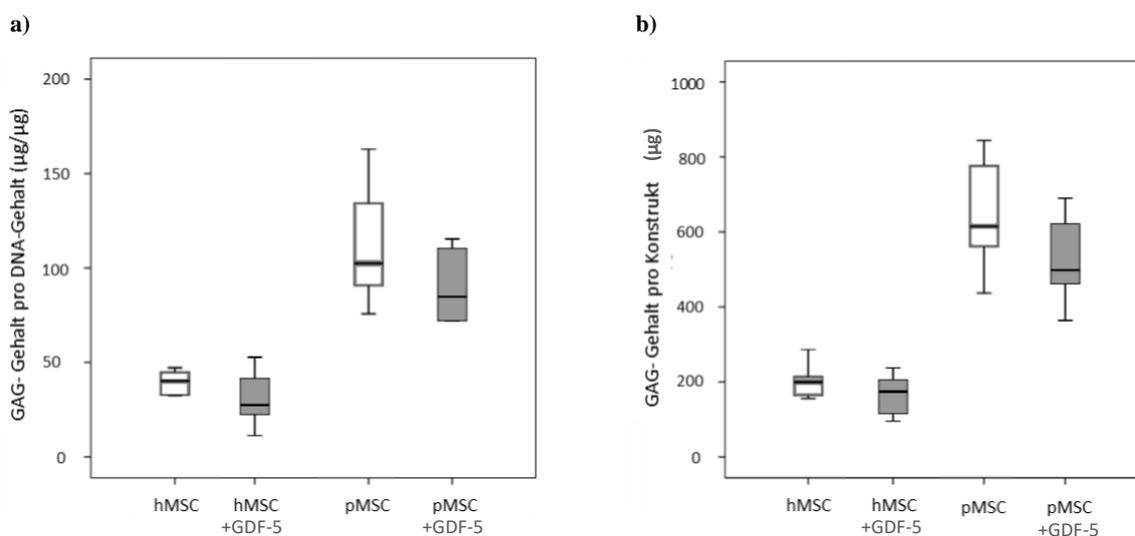 a)
GAG- Gehalt pro DNA-Gehalt (µg/µg)
200
150
100
50
0
hMSC
hMSC
+GDF-5
pMSC
pMSC
+GDF-5
b)
GAG- Gehalt pro Konstrukt (µg)
1000
800
600
400
200
0
hMSC
hMSC
+GDF-5
pMSC
pMSC
+GDF-5